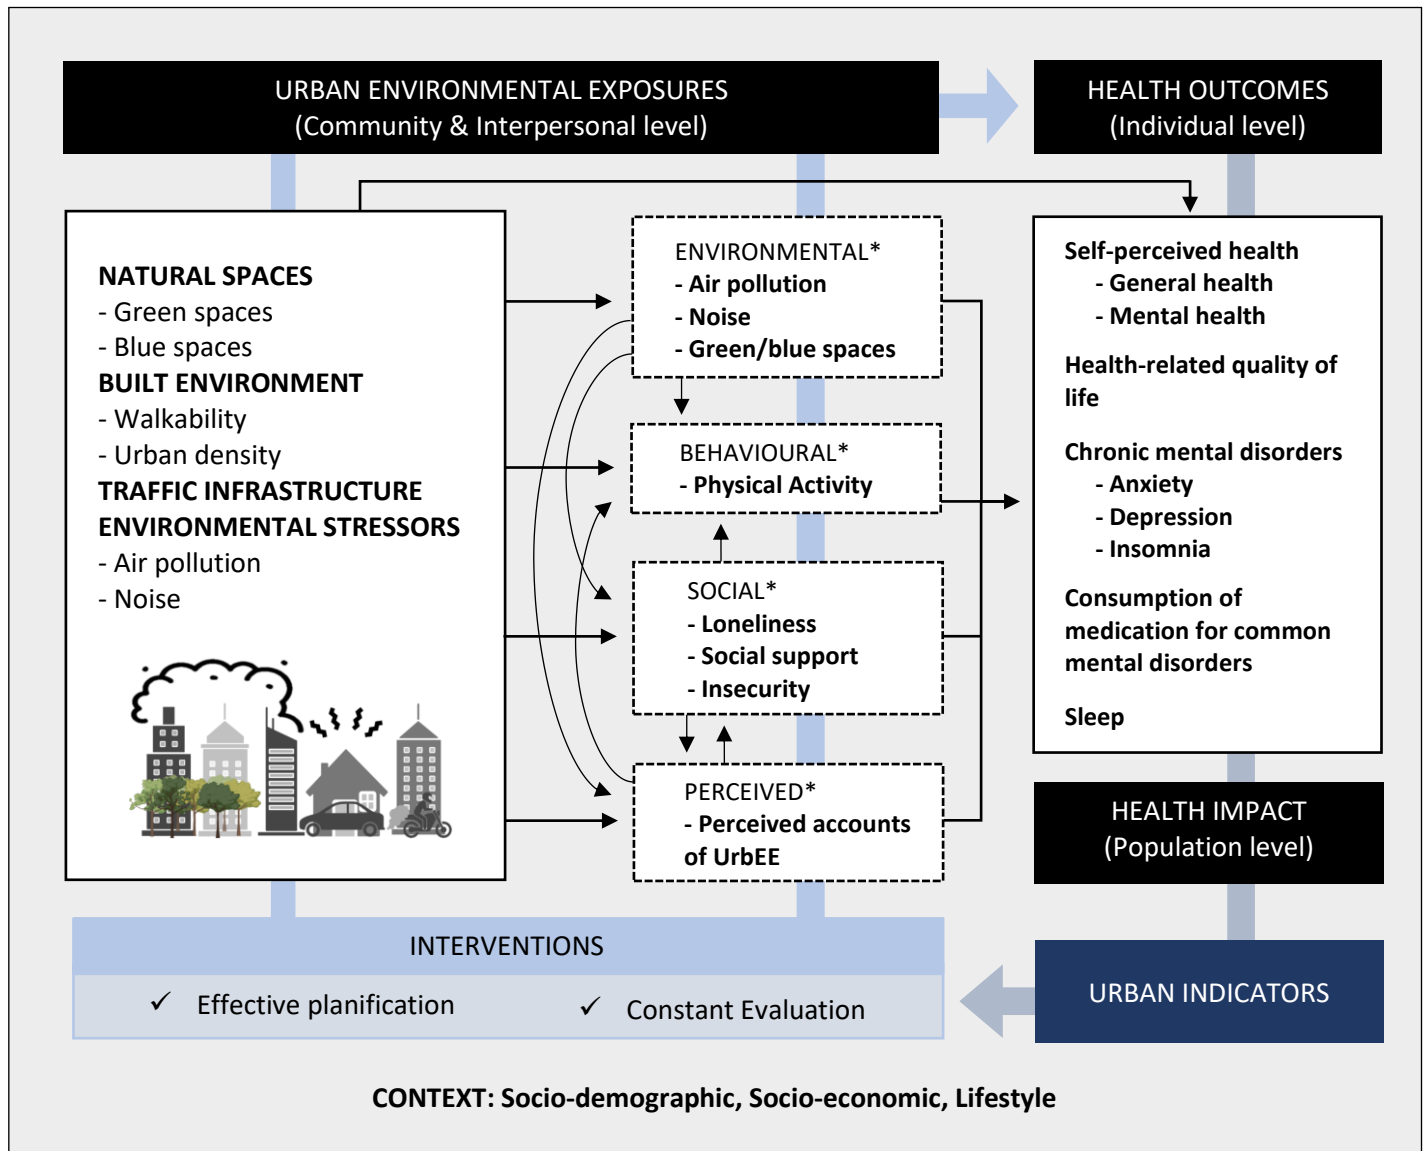 URBAN ENVIRONMENTAL EXPOSURES
(Community & Interpersonal level)
HEALTH OUTCOMES
(Individual level)
NATURAL SPACES
- Green spaces
- Blue spaces
BUILT ENVIRONMENT
- Walkability
- Urban density
TRAFFIC INFRASTRUCTURE
ENVIRONMENTAL STRESSORS
- Air pollution
- Noise
ENVIRONMENTAL*
- Air pollution
- Noise
- Green/blue spaces
BEHAVIOURAL*
- Physical Activity
SOCIAL*
- Loneliness
- Social support
- Insecurity
PERCEIVED*
- Perceived accounts
of UrbEE
Self-perceived health
- General health
- Mental health
Health-related quality of
life
Chronic mental disorders
- Anxiety
- Depression
- Insomnia
Consumption of
medication for common
mental disorders
Sleep
HEALTH IMPACT
(Population level)
URBAN INDICATORS
INTERVENTIONS
✓ Effective planification
✓ Constant Evaluation
CONTEXT: Socio-demographic, Socio-economic, Lifestyle